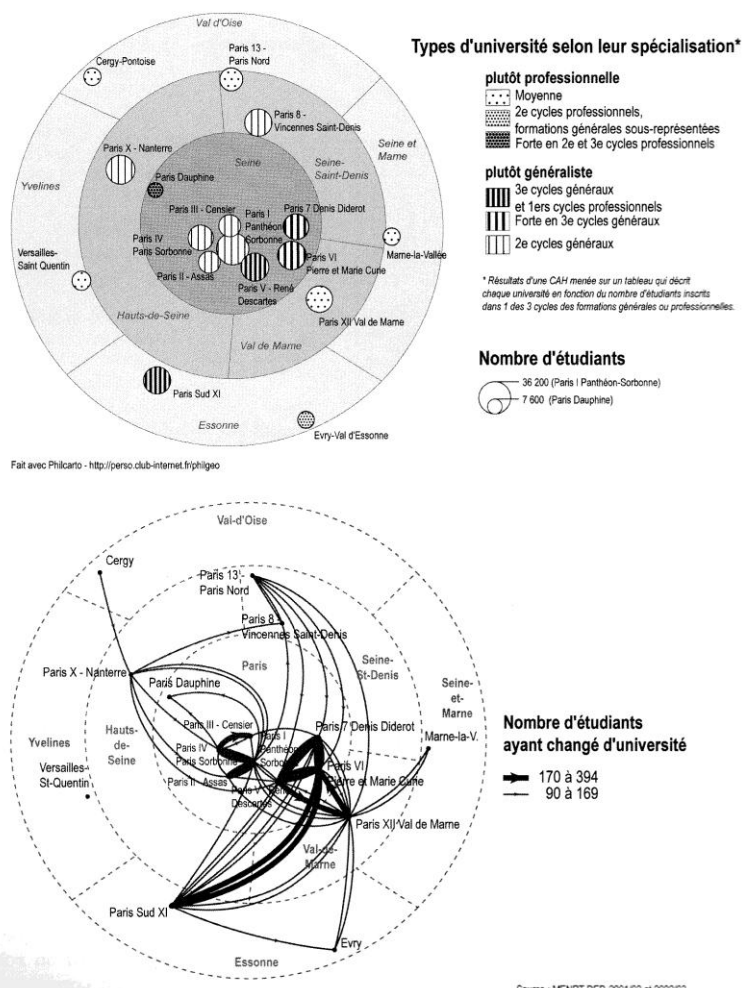 Val d'Oise
Cergy-Pontoise
Paris 13 -
Paris Nord
Paris 8 -
Vincennes Saint-Denis
Seine et
Marne
Paris X - Nanterre
Seine
Seine-
Saint-Denis
Yvelines
Paris Dauphine
Paris III - Censier
Paris I
Panthéon
Sorbonne
Paris 7 Denis Diderot
Paris IV
Paris Sorbonne
Versailles-
Saint Quentin
Marne-la-Vallée
Paris II - Assas
Paris VI
Pierre et Marie Curie
Paris V - René
Descartes
Hauts-de-Seine
Paris XII Val de Marne
Val de Marne
Paris Sud XI
Essonne
Evry-Val d'Essonne
Types d'université selon leur spécialisation*
plutôt professionnelle
Moyenne
2e cycles professionnels,
formations générales sous-représentées
Forte en 2e et 3e cycles professionnels
plutôt généraliste
3e cycles généraux
et 1ers cycles professionnels
Forte en 3e cycles généraux
2e cycles généraux
* Résultats d'une CAH menée sur un tableau qui décrit
chaque université en fonction du nombre d'étudiants inscrits
dans 1 des 3 cycles des formations générales ou professionnelles.
Nombre d'étudiants
36 200 (Paris I Panthéon-Sorbonne)
7 600 (Paris Dauphine)
Fait avec Philcarto - http://perso.club-internet.fr/philgeo
Val-d'Oise
Cergy
Paris 13 -
Paris Nord
Paris 8 -
Vincennes Saint-Denis
Paris
Seine-
St-Denis
Paris X - Nanterre
Paris Dauphine
Seine-
et-
Marne
Paris III - Censier
Paris I
Panthéon
Paris 7 Denis Diderot
Marne-la-V.
Yvelines
Hauts-
de-
Seine
Paris IV
Paris Sorbonne
Versailles-
St-Quentin
Paris II - Assas
Paris V - René
Descartes
Paris VI
Pierre et Marie Curie
Paris XII Val de Marne
Val-de-
Marne
Paris Sud XI
Evry
Essonne
Nombre d'étudiants
ayant changé d'université
170 à 394
90 à 169